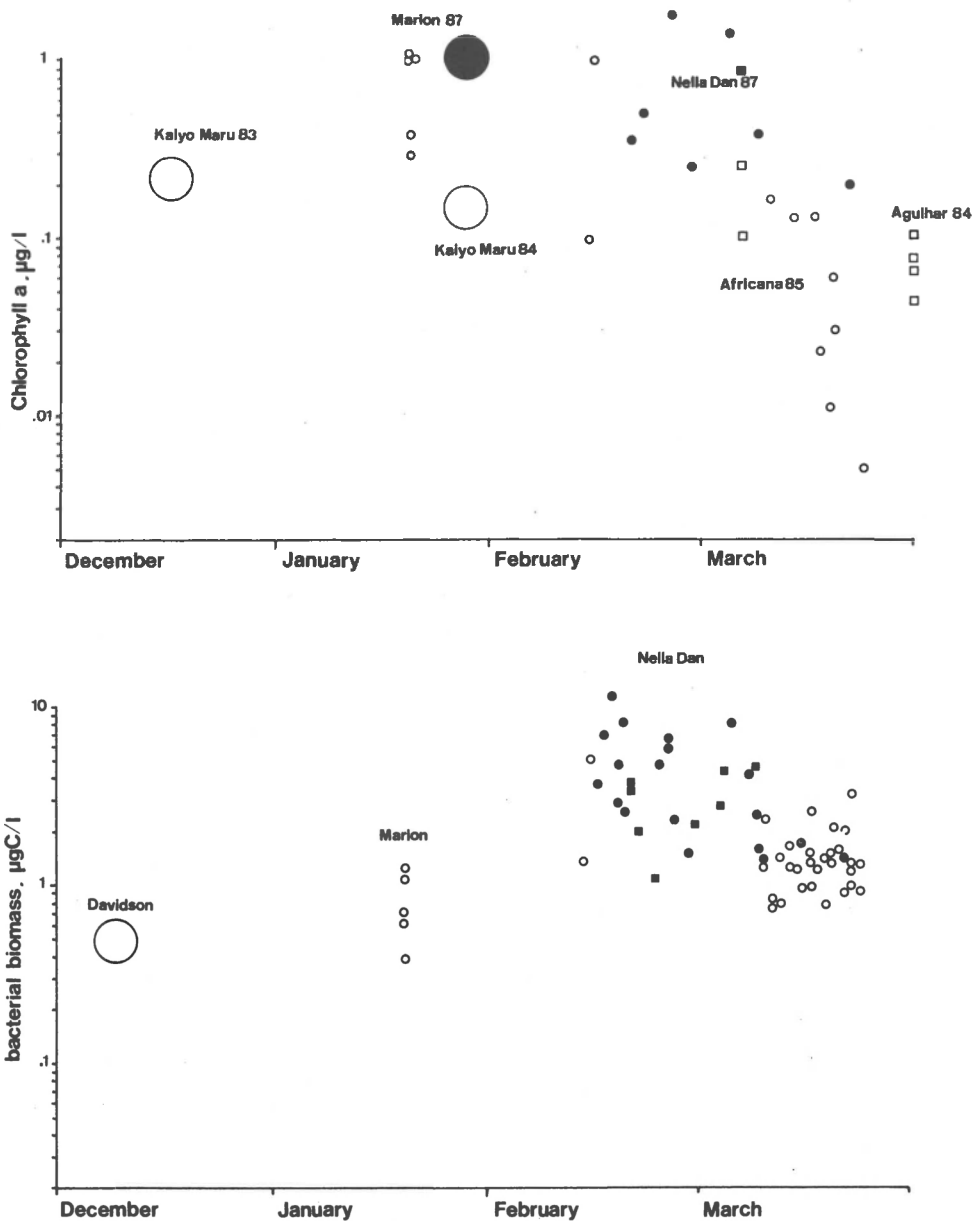 Marion 87
1
Nella Dan 87
Kaiyo Maru 83
Agulhar 84
.1
Kaiyo Maru 84
Africana 85
.01
Chlorophyll a. µg/l
December January February March
Nella Dan
10
Marion
1
Davidson
.1
bacterial biomass. µgC/l
December January February March